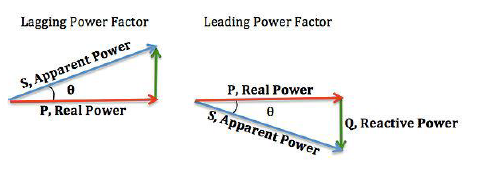 Lagging Power Factor
S, Apparent Power
θ
P, Real Power
Leading Power Factor
P, Real Power
θ
S, Apparent Power
Q, Reactive Power